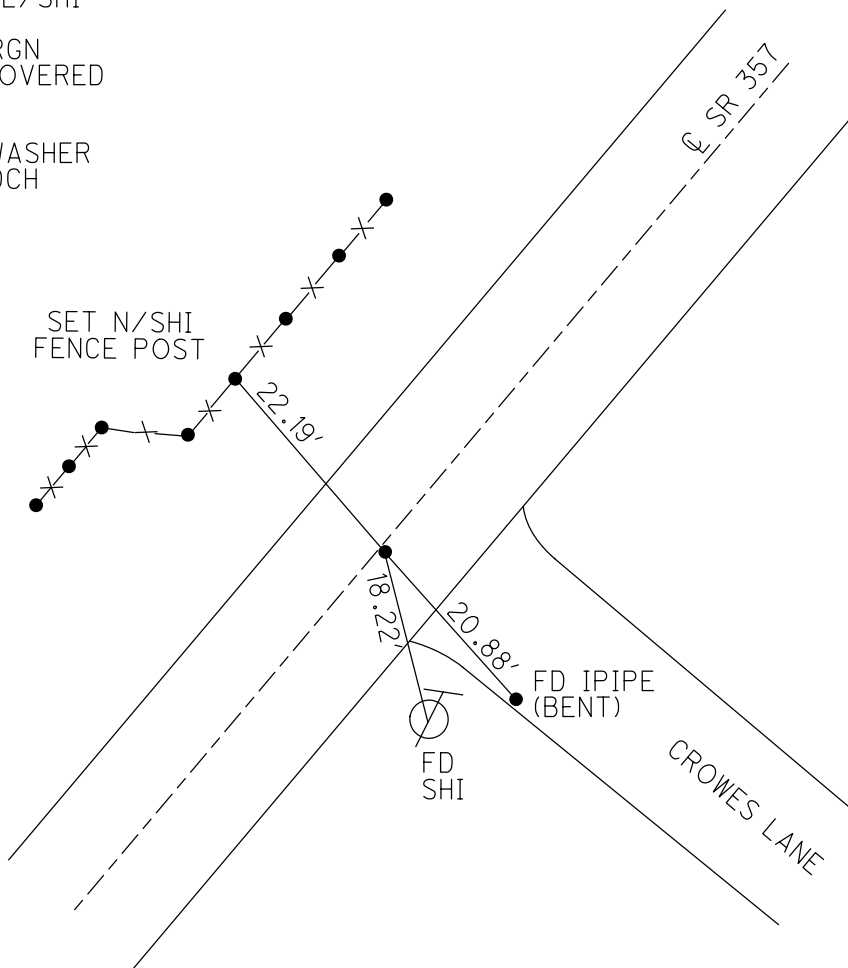 RGN
OVERED
WASHER
OCH
℄ SR 357
SET N/SHI
FENCE POST
22.19'
18.22'
20.88'
FD IPIPE
(BENT)
FD
SHI
CROWES LANE